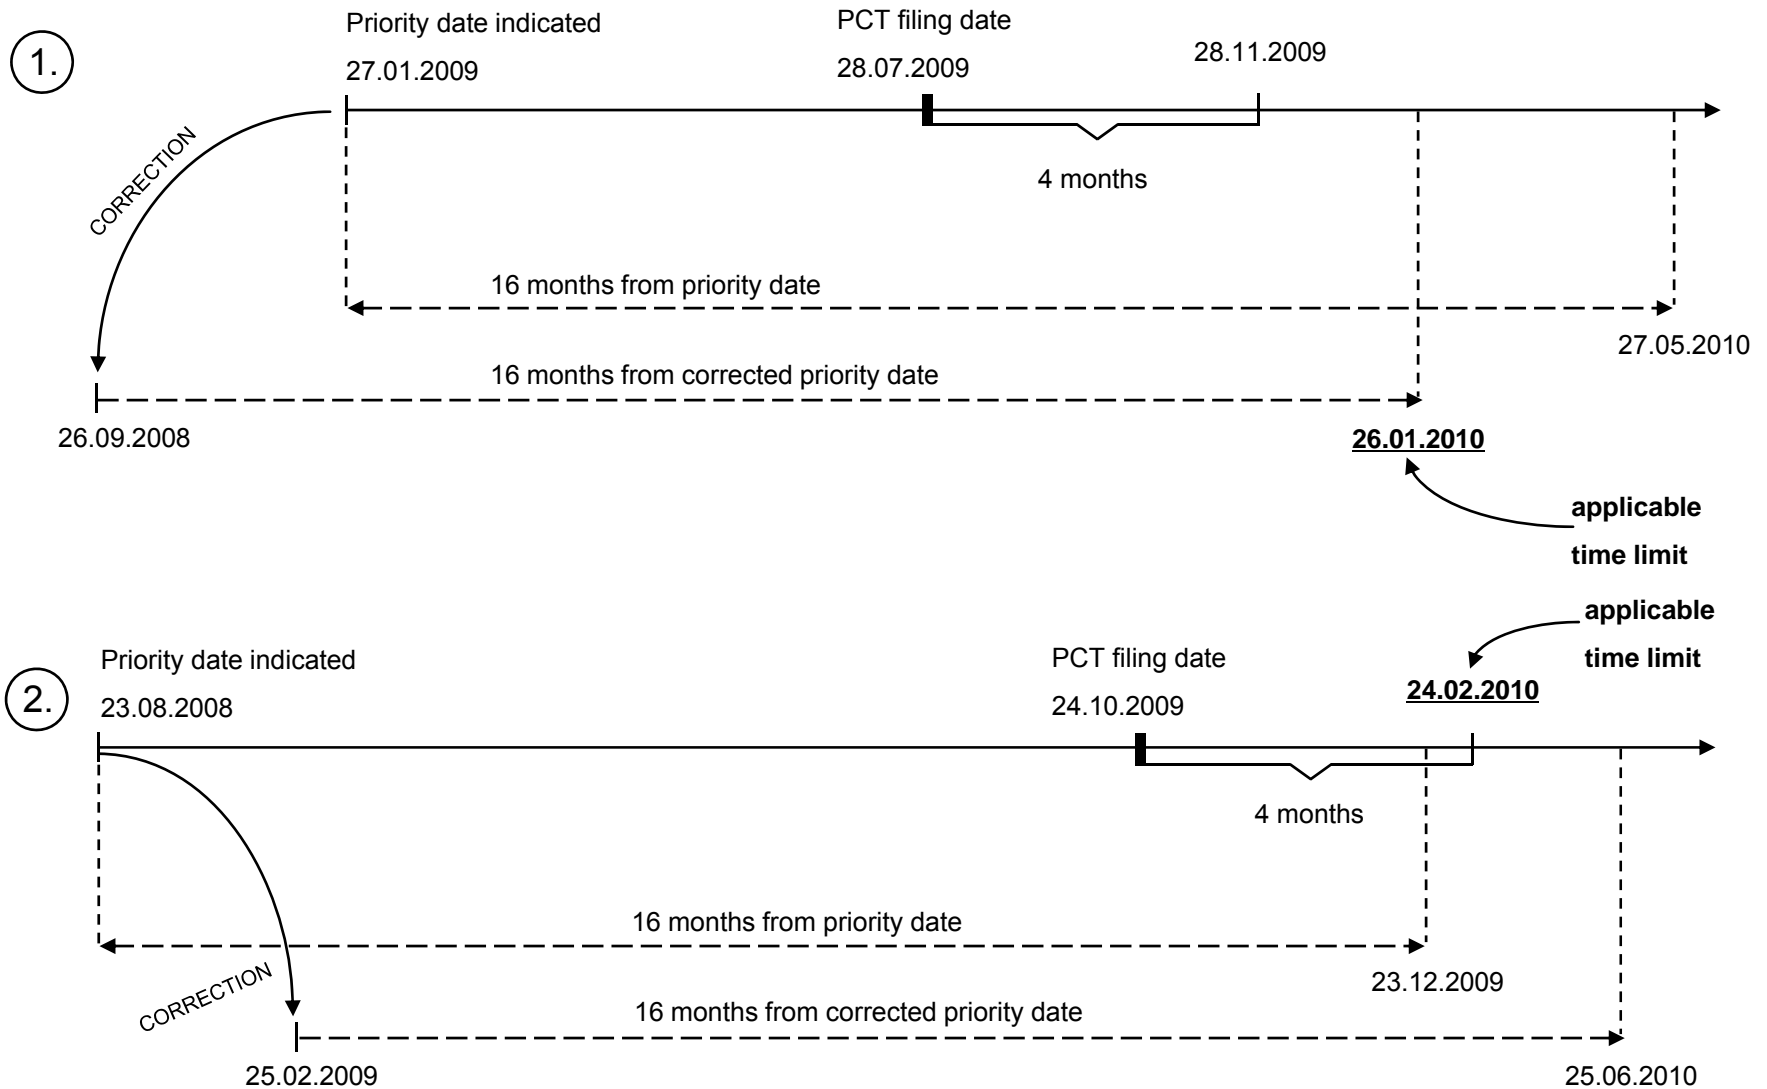 1.
Priority date indicated
27.01.2009
PCT filing date
28.07.2009
28.11.2009
CORRECTION
4 months
16 months from priority date
27.05.2010
16 months from corrected priority date
26.09.2008
26.01.2010
applicable
time limit
applicable
time limit
2.
Priority date indicated
23.08.2008
PCT filing date
24.10.2009
24.02.2010
4 months
16 months from priority date
23.12.2009
CORRECTION
16 months from corrected priority date
25.02.2009
25.06.2010